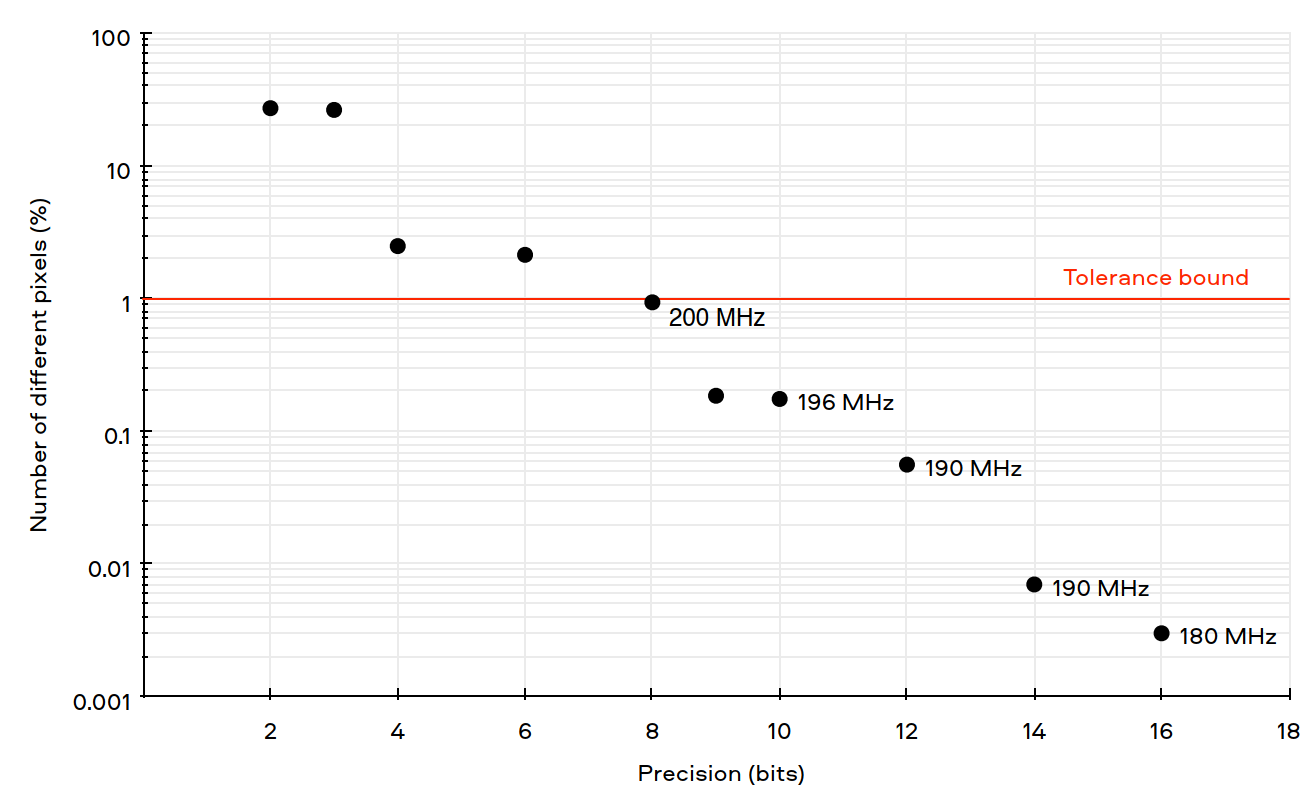 100
10
1
0.1
0.01
0.001
Number of different pixels (%)
Tolerance bound
200 MHz
196 MHz
190 MHz
190 MHz
180 MHz
2 4 6 8 10 12 14 16 18
Precision (bits)